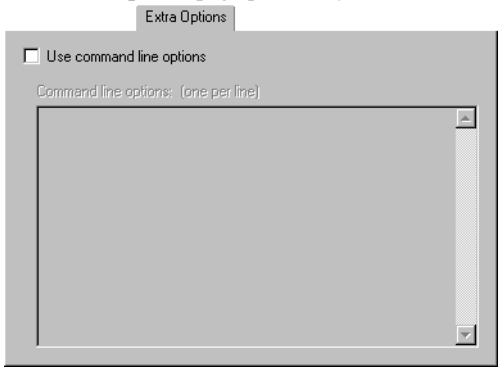 Extra Options
Use command line options
Command line options: (one per line)